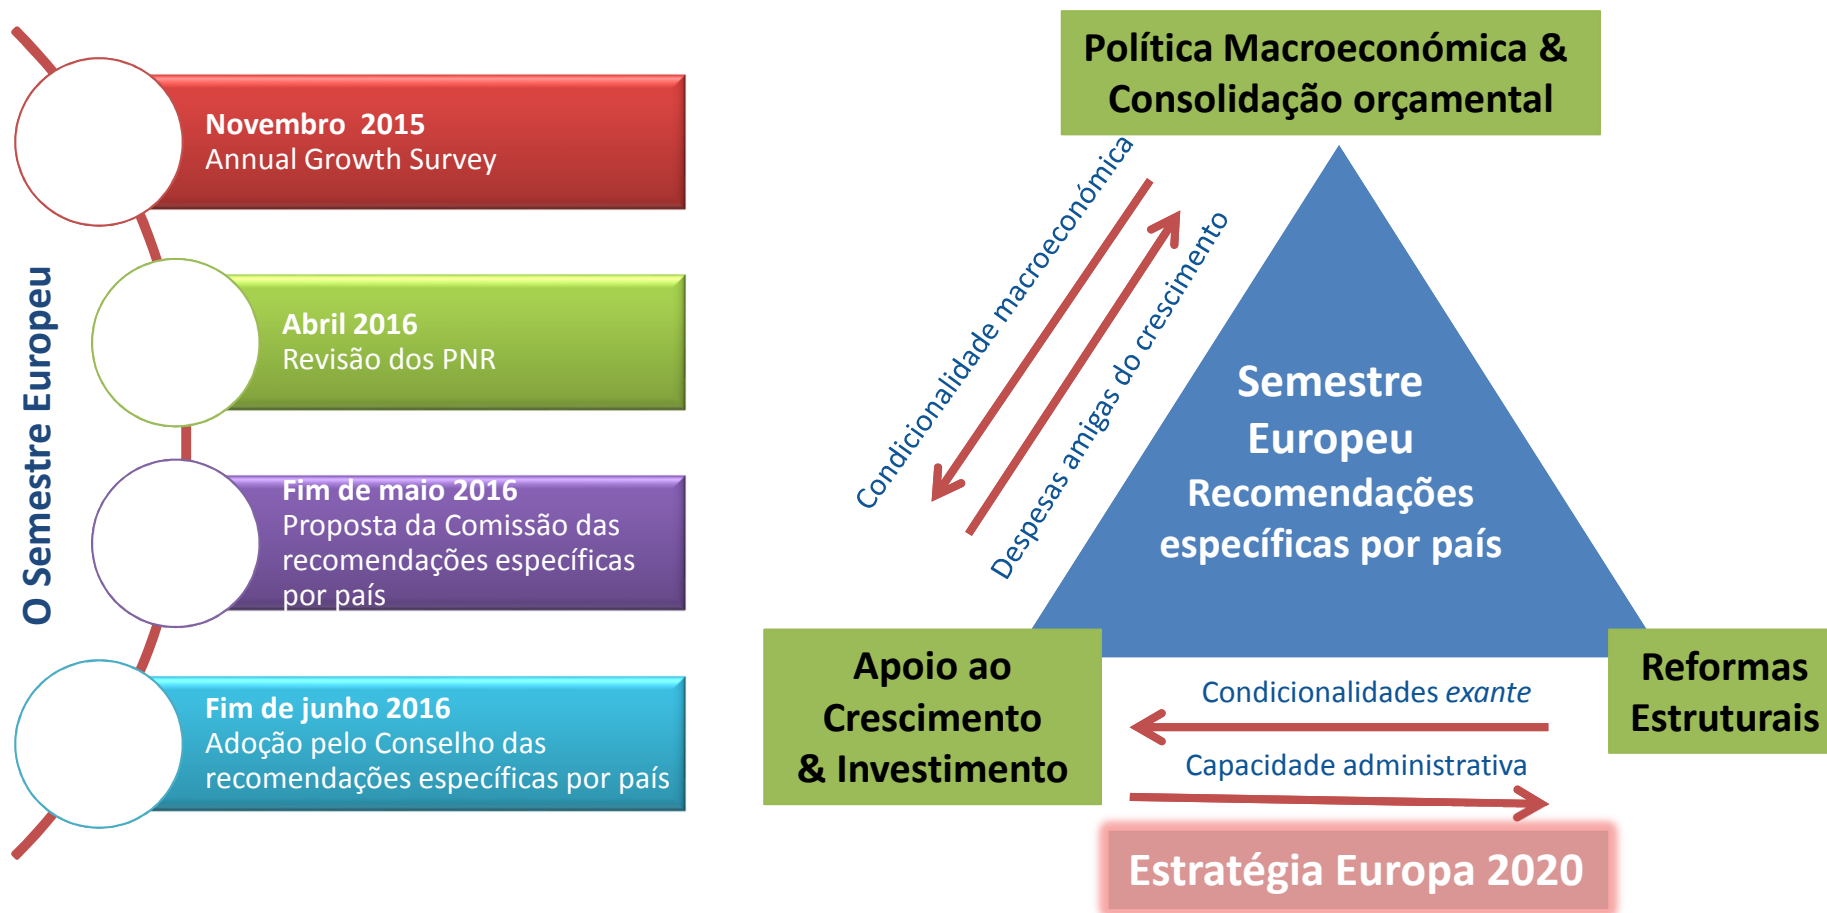 O Semestre Europeu
Novembro 2015
Annual Growth Survey
Abril 2016
Revisão dos PNR
Fim de maio 2016
Proposta da Comissão das
recomendações específicas
por país
Fim de junho 2016
Adoção pelo Conselho das
recomendações específicas por país
Política Macroeconómica &
Consolidação orçamental
Condicionalidade macroeconómica
Despesas amigas do crescimento
Semestre
Europeu
Recomendações
específicas por país
Apoio ao
Crescimento
& Investimento
Reformas
Estruturais
Condicionalidades exante
Capacidade administrativa
Estratégia Europa 2020